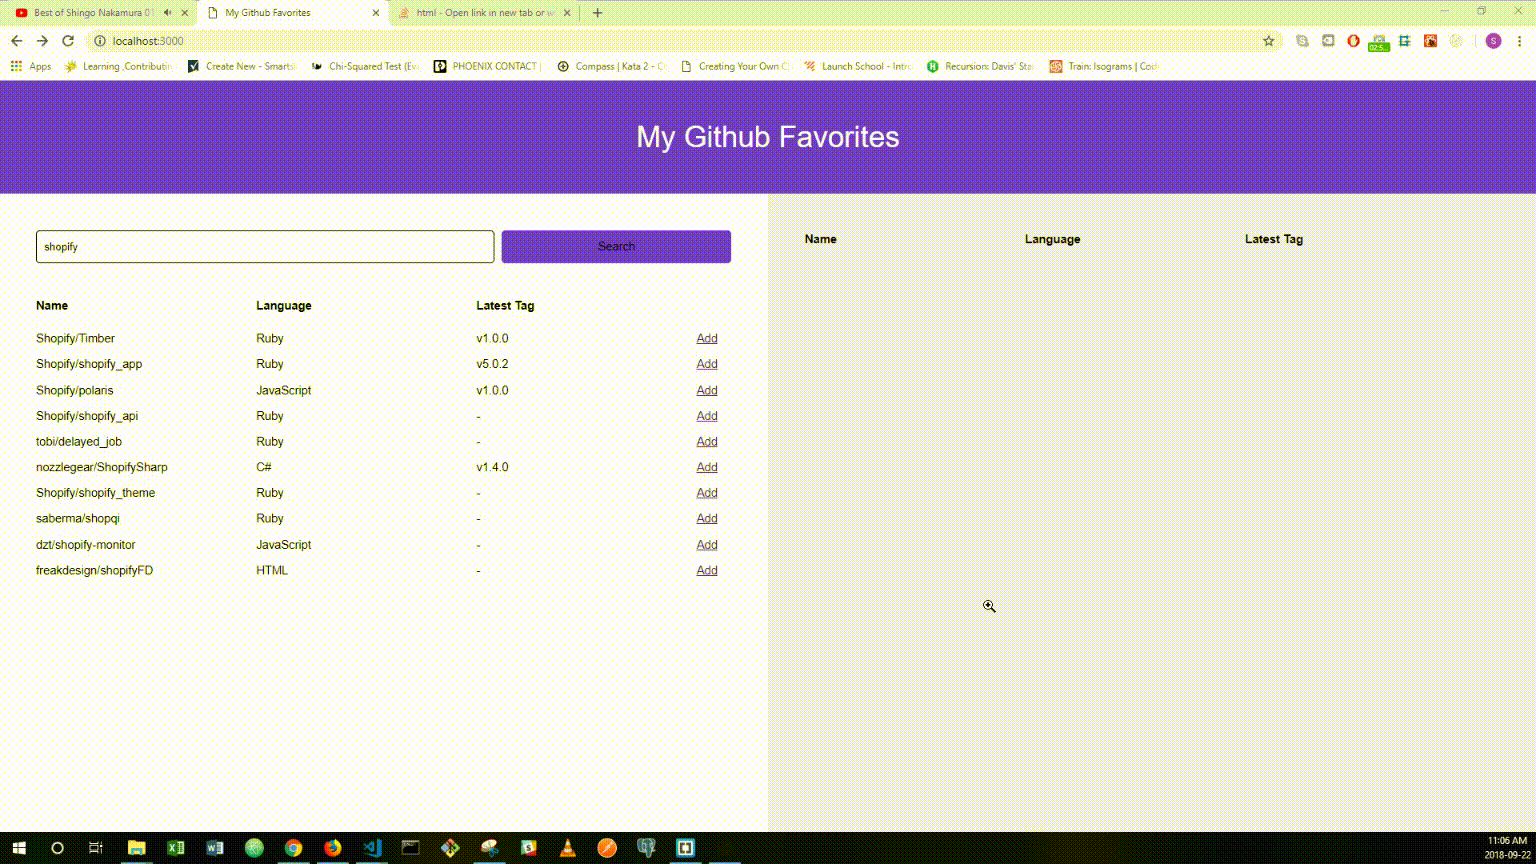 Best of Shingo Nakamura 01
My Github Favorites
html - Open link in new tab or w
localhost:3000
02:5...
S
Apps
Learning ,Contributin
Create New - Smarts
Chi-Squared Test (Eva
PHOENIX CONTACT |
Compass | Kata 2 - C
Creating Your Own C
Launch School - Intro
Recursion: Davis' Sta
Train: Isograms | Cod
My Github Favorites
shopify
Search
Name Language Latest Tag
Name Language Latest Tag
Shopify/Timber Ruby v1.0.0 Add
Shopify/shopify_app Ruby v5.0.2 Add
Shopify/polaris JavaScript v1.0.0 Add
Shopify/shopify_api Ruby - Add
tobi/delayed_job Ruby - Add
nozzlegear/ShopifySharp C# v1.4.0 Add
Shopify/shopify_theme Ruby - Add
saberma/shopqi Ruby - Add
dzt/shopify-monitor JavaScript - Add
freakdesign/shopifyFD HTML - Add
11:06 AM
2018-09-22